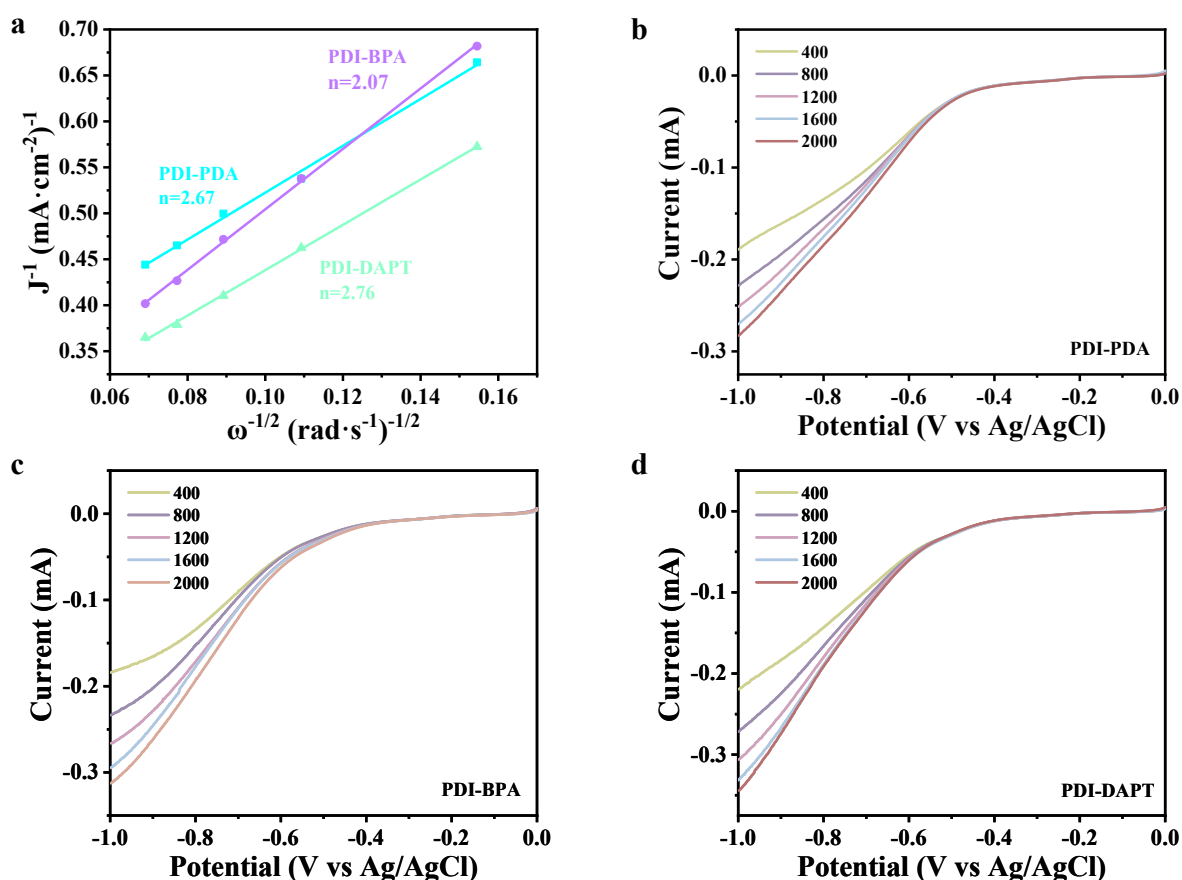 a
J⁻¹ (mA·cm⁻²)⁻¹
0.70
0.65
0.60
0.55
0.50
0.45
0.40
0.35
PDI-BPA
n=2.07
PDI-PDA
n=2.67
PDI-DAPT
n=2.76
0.06 0.08 0.10 0.12 0.14 0.16
ω⁻¹/² (rad·s⁻¹)⁻¹/²
b
Current (mA)
0.0
-0.1
-0.2
-0.3
400
800
1200
1600
2000
PDI-PDA
-1.0 -0.8 -0.6 -0.4 -0.2 0.0
Potential (V vs Ag/AgCl)
c
Current (mA)
0.0
-0.1
-0.2
-0.3
400
800
1200
1600
2000
PDI-BPA
-1.0 -0.8 -0.6 -0.4 -0.2 0.0
Potential (V vs Ag/AgCl)
d
Current (mA)
0.0
-0.1
-0.2
-0.3
400
800
1200
1600
2000
PDI-DAPT
-1.0 -0.8 -0.6 -0.4 -0.2 0.0
Potential (V vs Ag/AgCl)